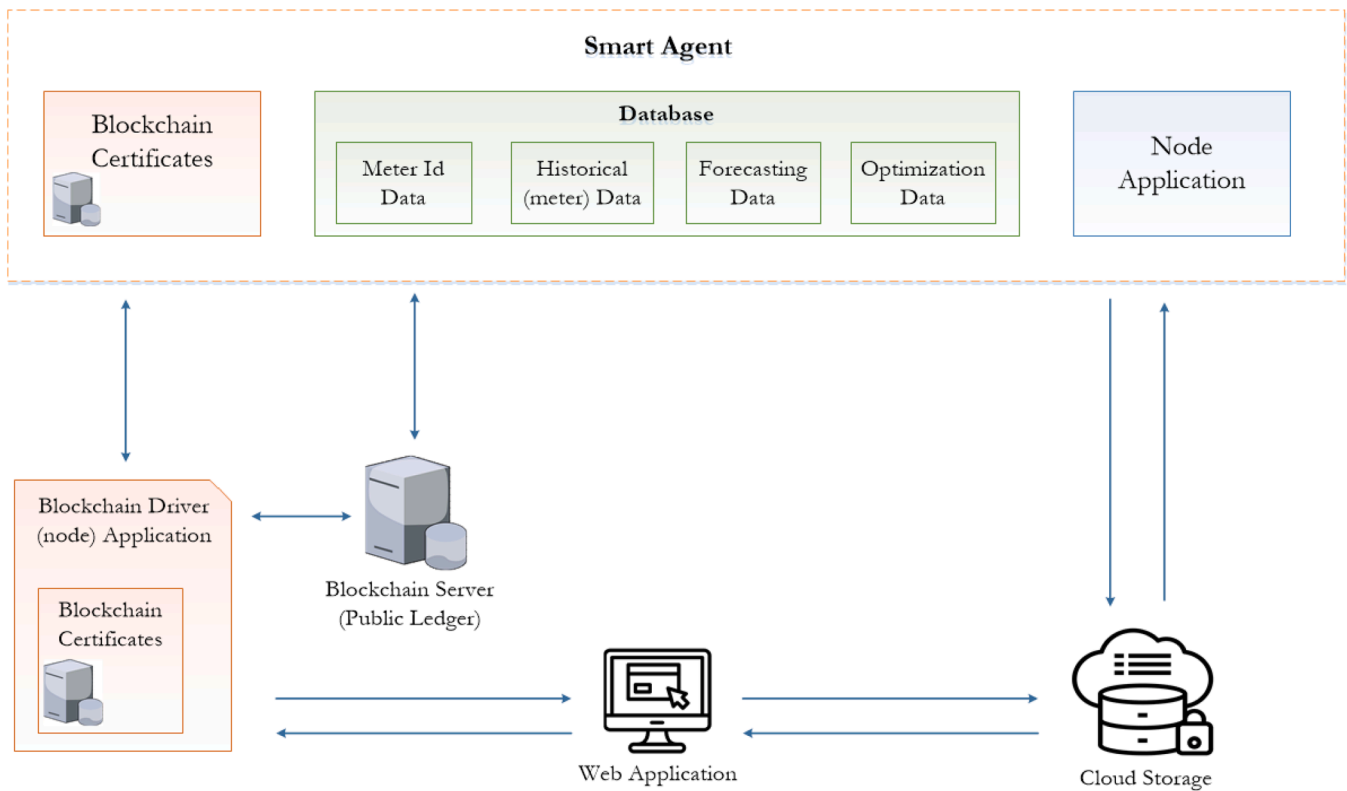 Smart Agent
Blockchain
Certificates
Database
Meter Id
Data
Historical
(meter) Data
Forecasting
Data
Optimization
Data
Node
Application
Blockchain Driver
(node) Application
Blockchain
Certificates
Blockchain Server
(Public Ledger)
Web Application
Cloud Storage